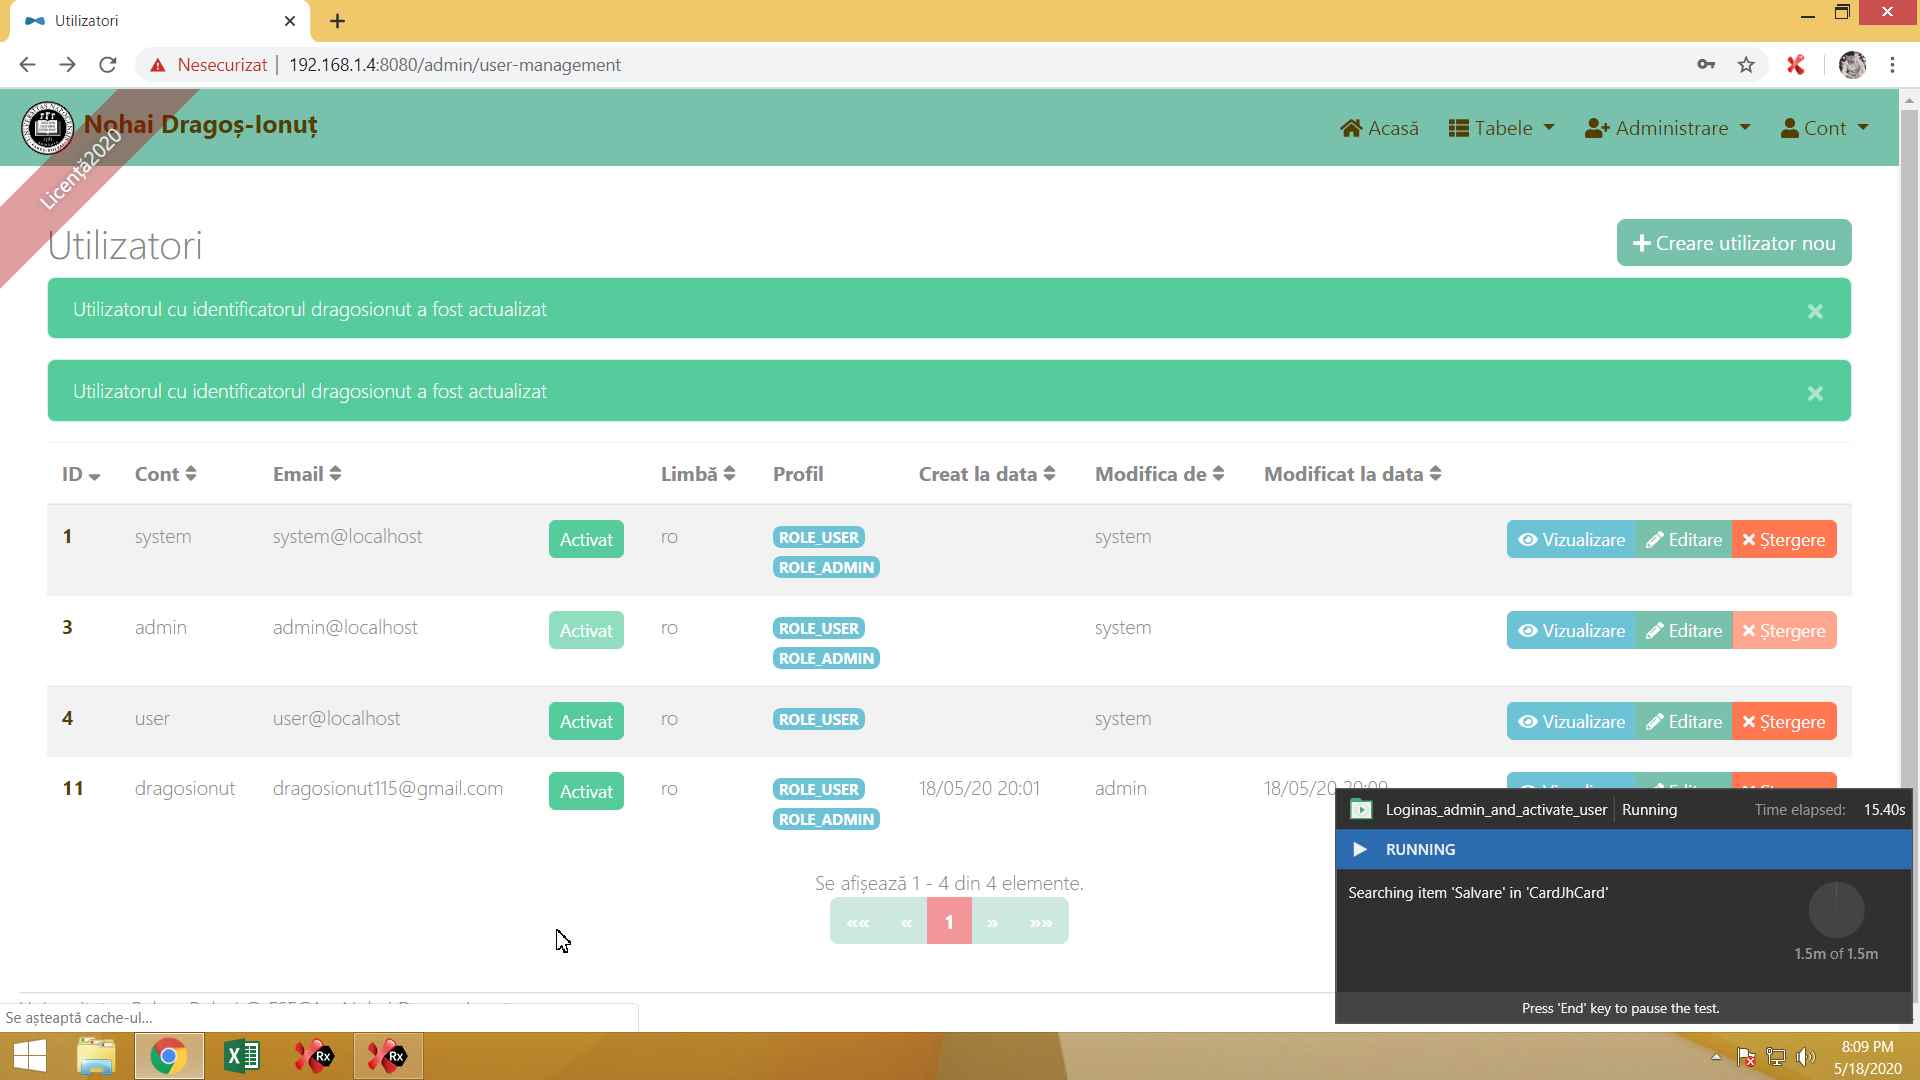 Utilizatori
Nesecurizat
192.168.1.4:8080/admin/user-management
Nohai Dragoș-Ionuț
Licență2020
Acasă
Tabele
Administrare
Cont
Utilizatori
Creare utilizator nou
Utilizatorul cu identificatorul dragosionut a fost actualizat
Utilizatorul cu identificatorul dragosionut a fost actualizat
ID Cont Email Limbă Profil Creat la data Modifica de Modificat la data
1 system system@localhost Activat ro ROLE_USER system Vizualizare Editare Ștergere
ROLE_ADMIN
3 admin admin@localhost Activat ro ROLE_USER system Vizualizare Editare Ștergere
ROLE_ADMIN
4 user user@localhost Activat ro ROLE_USER system Vizualizare Editare Ștergere
11 dragosionut dragosionut115@gmail.com Activat ro ROLE_USER 18/05/20 20:01 admin 18/05/20 20:09
ROLE_ADMIN
Loginas_admin_and_activate_user Running Time elapsed: 15.40s
RUNNING
Searching item 'Salvare' in 'CardJhCard'
1.5m of 1.5m
Press 'End' key to pause the test.
Se afișează 1 - 4 din 4 elemente.
«« « 1 » »»
Se așteaptă cache-ul...
8:09 PM
5/18/2020